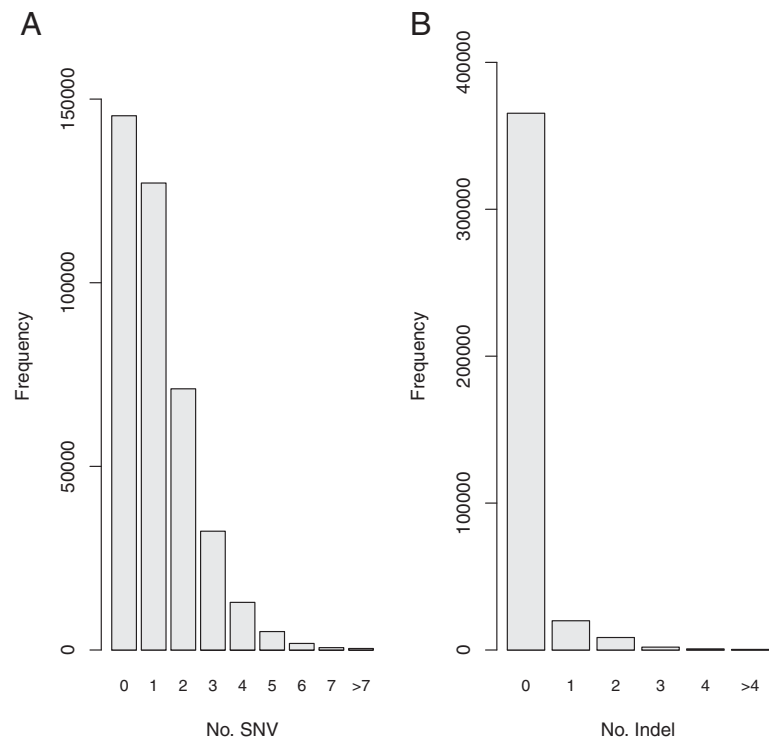 A
Frequency
150000
100000
50000
0
0 1 2 3 4 5 6 7 >7
No. SNV
B
Frequency
400000
300000
200000
100000
0
0 1 2 3 4 >4
No. Indel